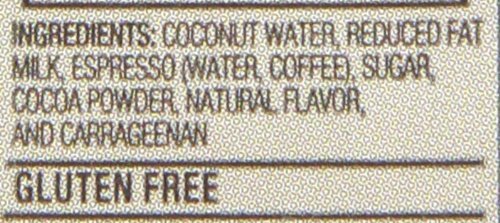 INGREDIENTS: COCONUT WATER, REDUCED FAT
MILK, ESPRESSO (WATER, COFFEE), SUGAR,
COCOA POWDER, NATURAL FLAVOR,
AND CARRAGEENAN
GLUTEN FREE